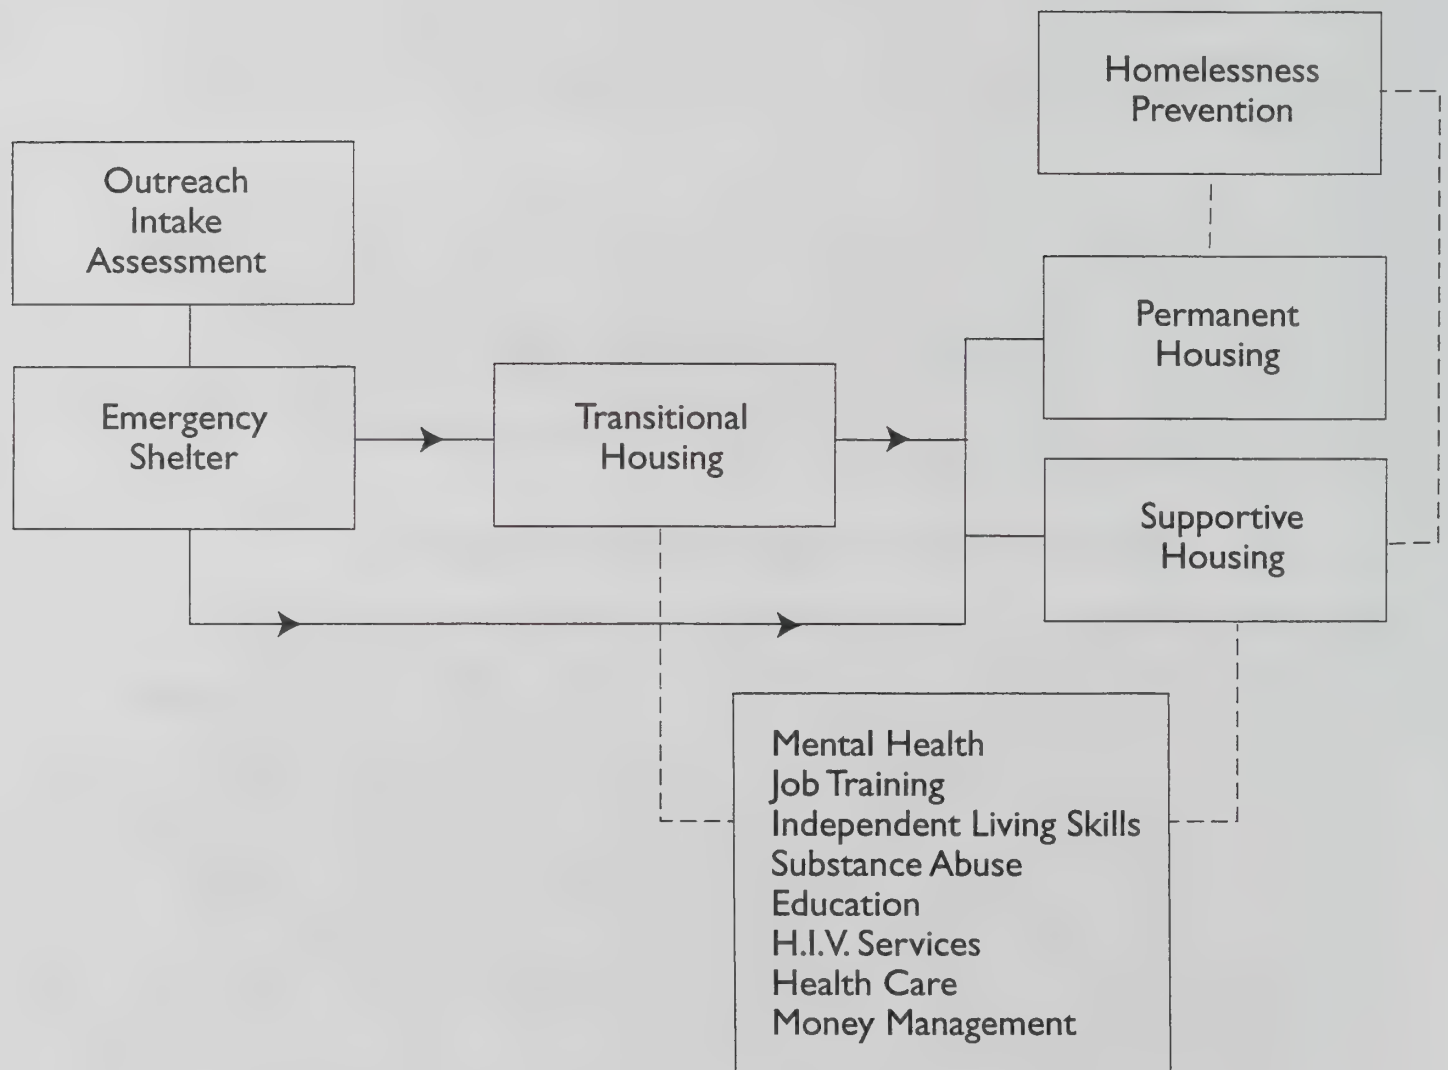 Homelessness
Prevention
Outreach
Intake
Assessment
Permanent
Housing
Emergency
Shelter
Transitional
Housing
Supportive
Housing
Mental Health
Job Training
Independent Living Skills
Substance Abuse
Education
H.I.V. Services
Health Care
Money Management